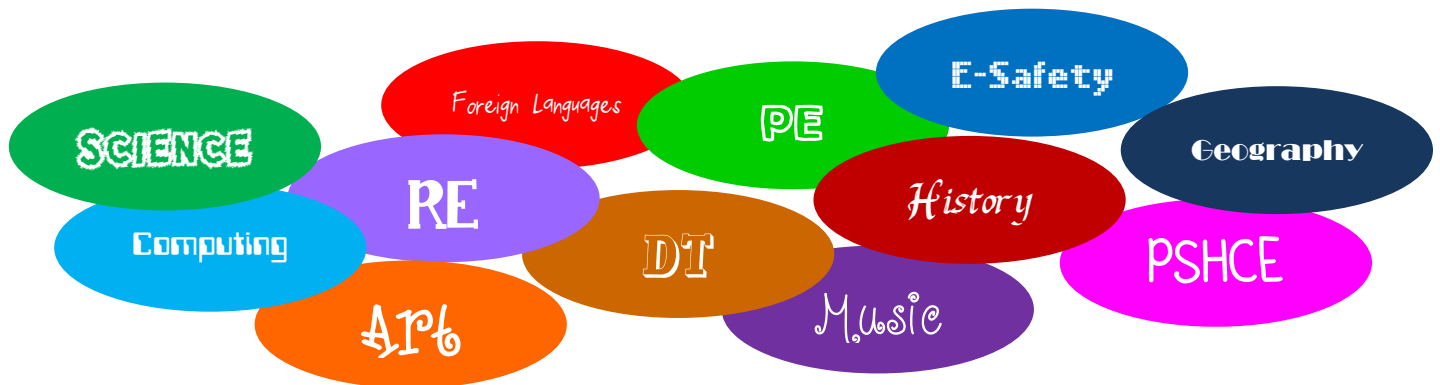 E-Safety
Foreign Languages
PE
SCIENCE
Geography
RE
History
Computing
DT
PSHCE
Art
Music